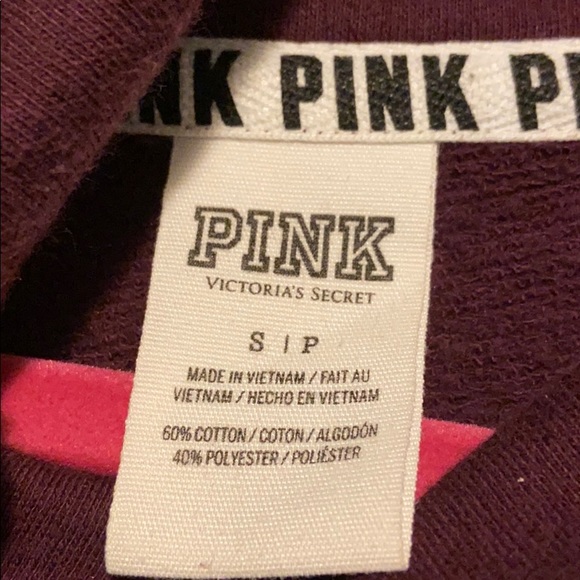 NK PINK P
PINK
VICTORIA'S SECRET
S | P
MADE IN VIETNAM / FAIT AU
VIETNAM / HECHO EN VIETNAM
60% COTTON / COTON / ALGODÓN
40% POLYESTER / POLIÉSTER